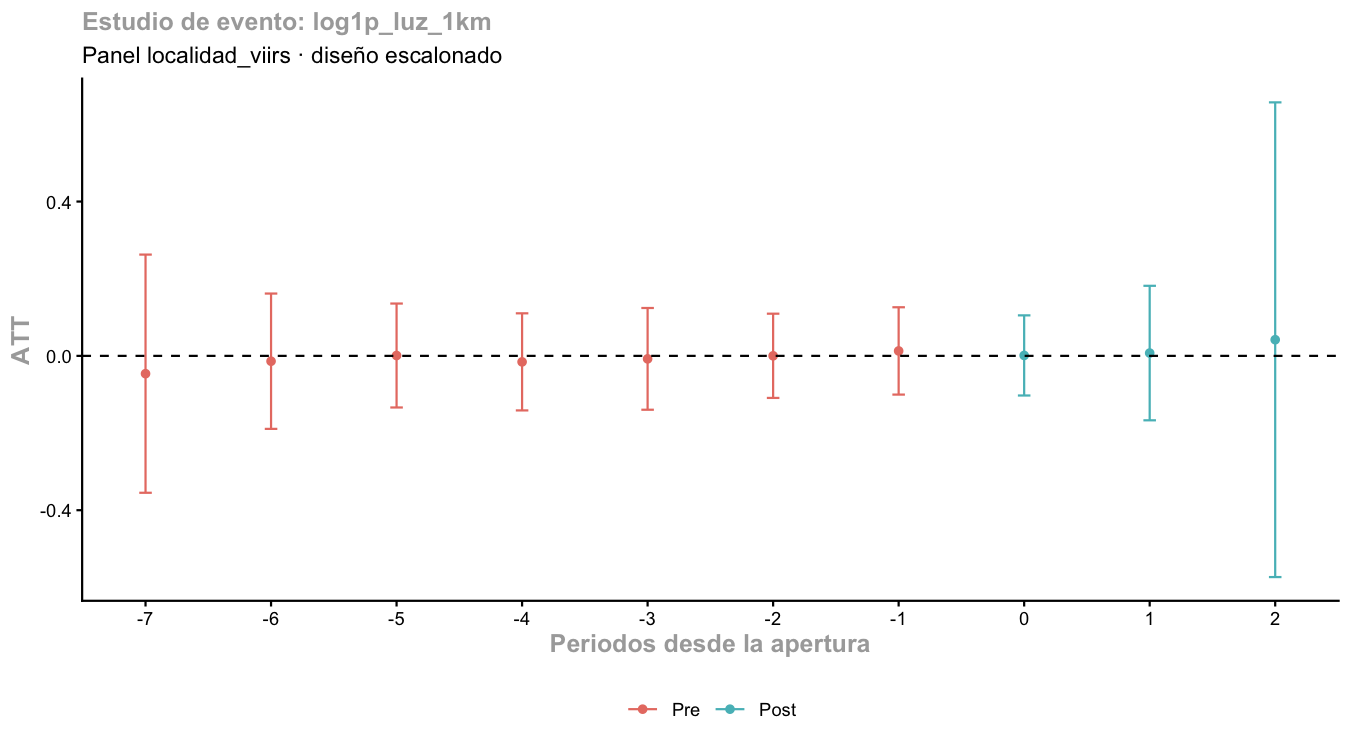 Estudio de evento: log1p_luz_1km
Panel localidad_viirs · diseño escalonado
ATT
0.4
0.0
-0.4
-7 -6 -5 -4 -3 -2 -1 0 1 2
Periodos desde la apertura
Pre Post